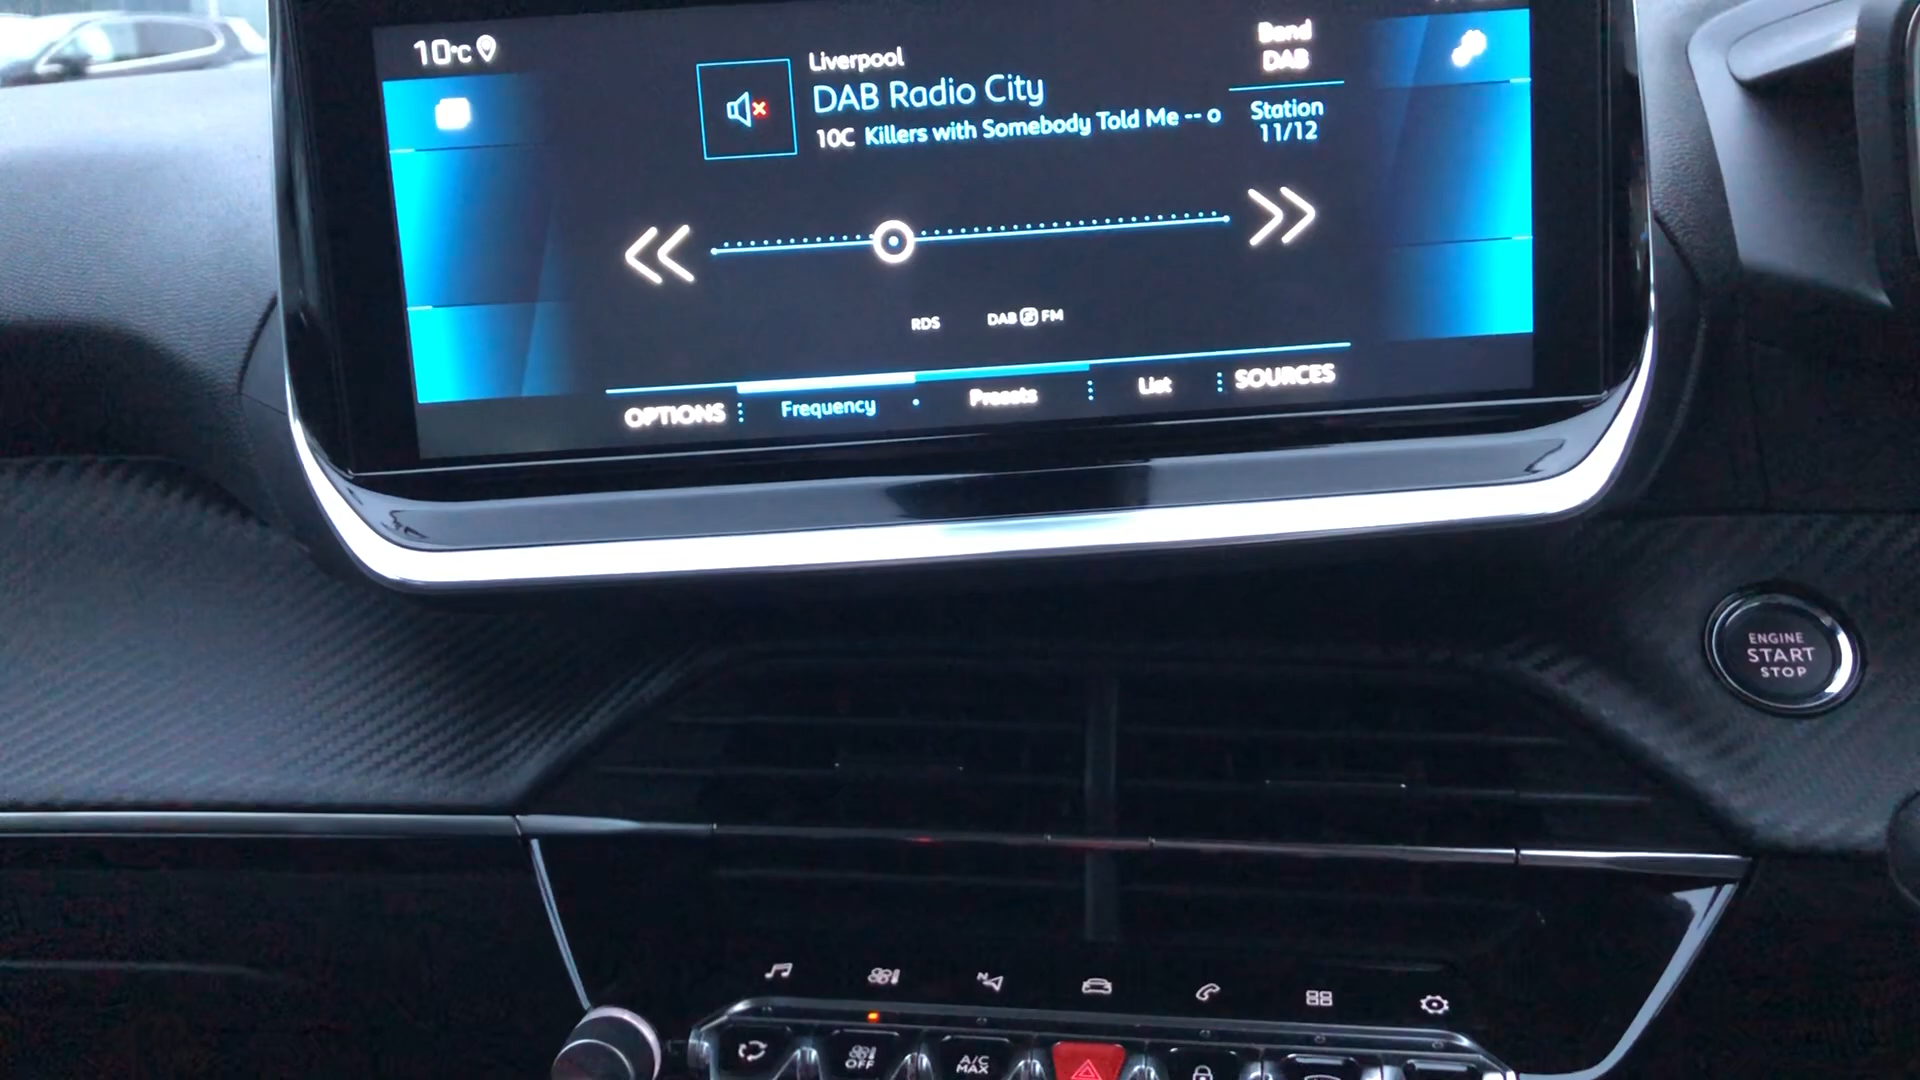 10°C
Liverpool
DAB Radio City
10C Killers with Somebody Told Me -- o
Band
DAB
Station
11/12
RDS
DAB FM
OPTIONS
Frequency
Presets
List
SOURCES
ENGINE
START
STOP
N
OFF
A/C
MAX